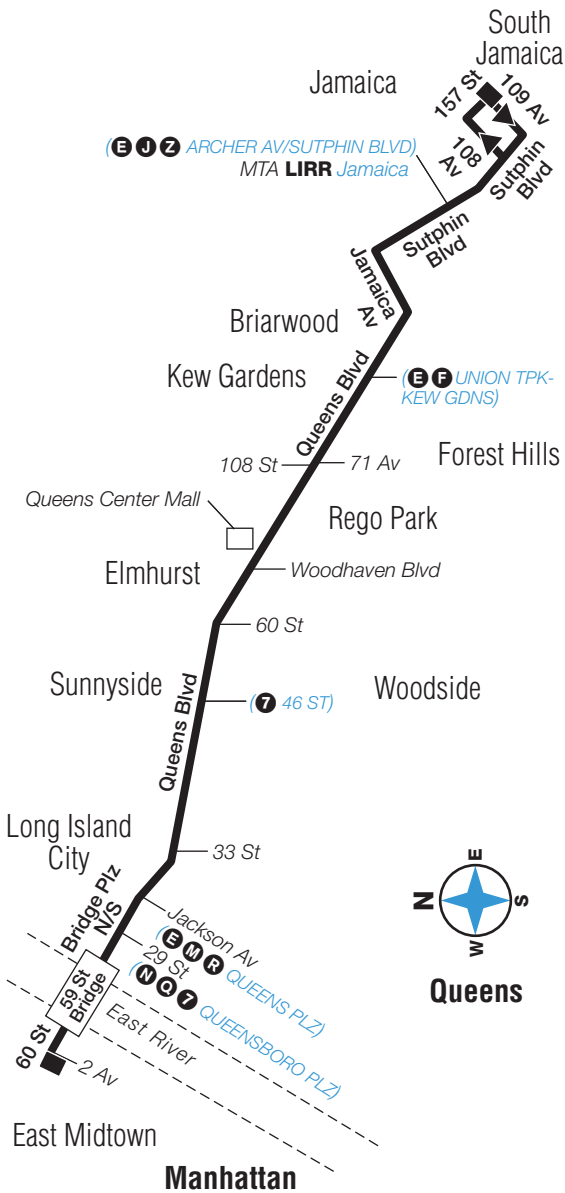 South
Jamaica
Jamaica
157 St
109 Av
108
Av
Sutphin
Blvd
(E J Z ARCHER AV/SUTPHIN BLVD)
MTA LIRR Jamaica
Sutphin
Blvd
Jamaica
Av
Briarwood
Kew Gardens
Queens Blvd
(E F UNION TPK-
KEW GDNS)
108 St
71 Av
Forest Hills
Queens Center Mall
Rego Park
Elmhurst
Woodhaven Blvd
60 St
Sunnyside
Queens Blvd
(7 46 ST)
Woodside
Long Island
City
33 St
Bridge Plz
N/S
Jackson Av
(E M R QUEENS PLZ)
29 St
(N Q 7 QUEENSBORO PLZ)
59 St
Bridge
East River
60 St
2 Av
East Midtown
Manhattan
E
N
S
W
Queens